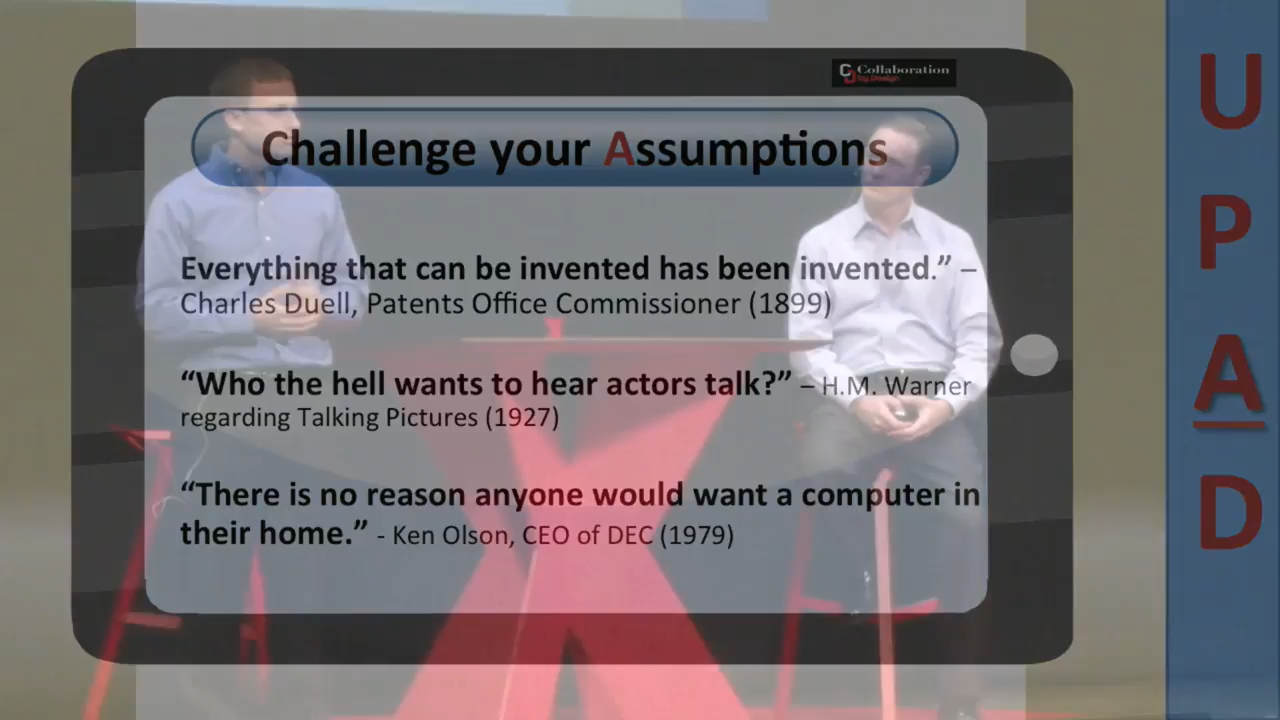 Collaboration
by Design
Challenge your Assumptions
Everything that can be invented has been invented.” –
Charles Duell, Patents Office Commissioner (1899)
“Who the hell wants to hear actors talk?” – H.M. Warner
regarding Talking Pictures (1927)
“There is no reason anyone would want a computer in
their home.” - Ken Olson, CEO of DEC (1979)
U
P
A
D